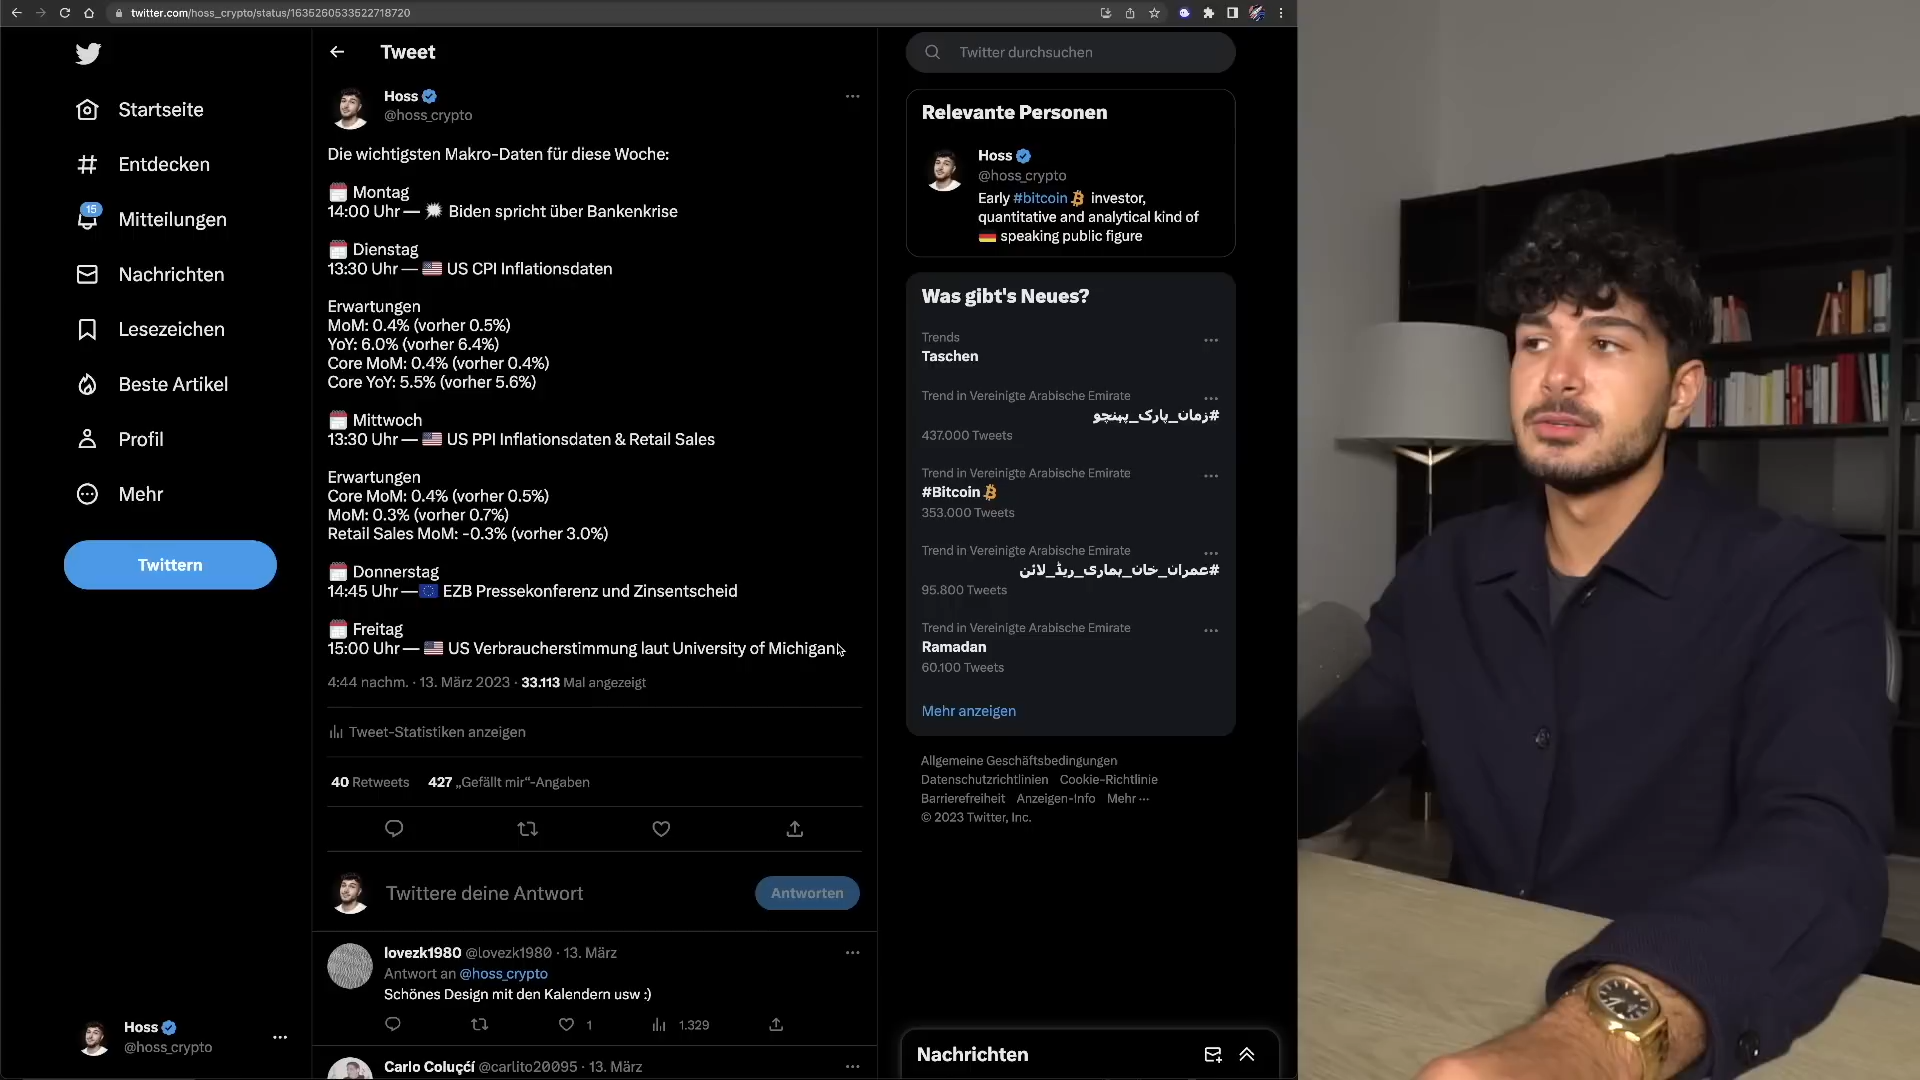 twitter.com/hoss_crypto/status/1635260533522718720
Startseite
Entdecken
15
Mitteilungen
Nachrichten
Lesezeichen
Beste Artikel
Profil
Mehr
Twittern
Hoss
@hoss_crypto
Tweet
Hoss
@hoss_crypto
Die wichtigsten Makro-Daten für diese Woche:
Montag
14:00 Uhr — Biden spricht über Bankenkrise
Dienstag
13:30 Uhr — US CPI Inflationsdaten
Erwartungen
MoM: 0.4% (vorher 0.5%)
YoY: 6.0% (vorher 6.4%)
Core MoM: 0.4% (vorher 0.4%)
Core YoY: 5.5% (vorher 5.6%)
Mittwoch
13:30 Uhr — US PPI Inflationsdaten & Retail Sales
Erwartungen
Core MoM: 0.4% (vorher 0.5%)
MoM: 0.3% (vorher 0.7%)
Retail Sales MoM: -0.3% (vorher 3.0%)
Donnerstag
14:45 Uhr — EZB Pressekonferenz und Zinsentscheid
Freitag
15:00 Uhr — US Verbraucherstimmung laut University of Michigan
4:44 nachm. · 13. März 2023 · 33.113 Mal angezeigt
Tweet-Statistiken anzeigen
40 Retweets 427 „Gefällt mir“-Angaben
Twittere deine Antwort
Antworten
lovezk1980 @lovezk1980 · 13. März
Antwort an @hoss_crypto
Schönes Design mit den Kalendern usw :)
1 1.329
Carlo Coluççí @carlito20095 · 13. März
Twitter durchsuchen
Relevante Personen
Hoss
@hoss_crypto
Early #bitcoin investor,
quantitative and analytical kind of
speaking public figure
Was gibt's Neues?
Trends
Taschen
Trend in Vereinigte Arabische Emirate
#زمان_پارک_پہنچو
437.000 Tweets
Trend in Vereinigte Arabische Emirate
#Bitcoin
353.000 Tweets
Trend in Vereinigte Arabische Emirate
#عمران_خان_ہماری_ریڈ_لائن
95.800 Tweets
Trend in Vereinigte Arabische Emirate
Ramadan
60.100 Tweets
Mehr anzeigen
Allgemeine Geschäftsbedingungen
Datenschutzrichtlinien Cookie-Richtlinie
Barrierefreiheit Anzeigen-Info Mehr ···
© 2023 Twitter, Inc.
Nachrichten